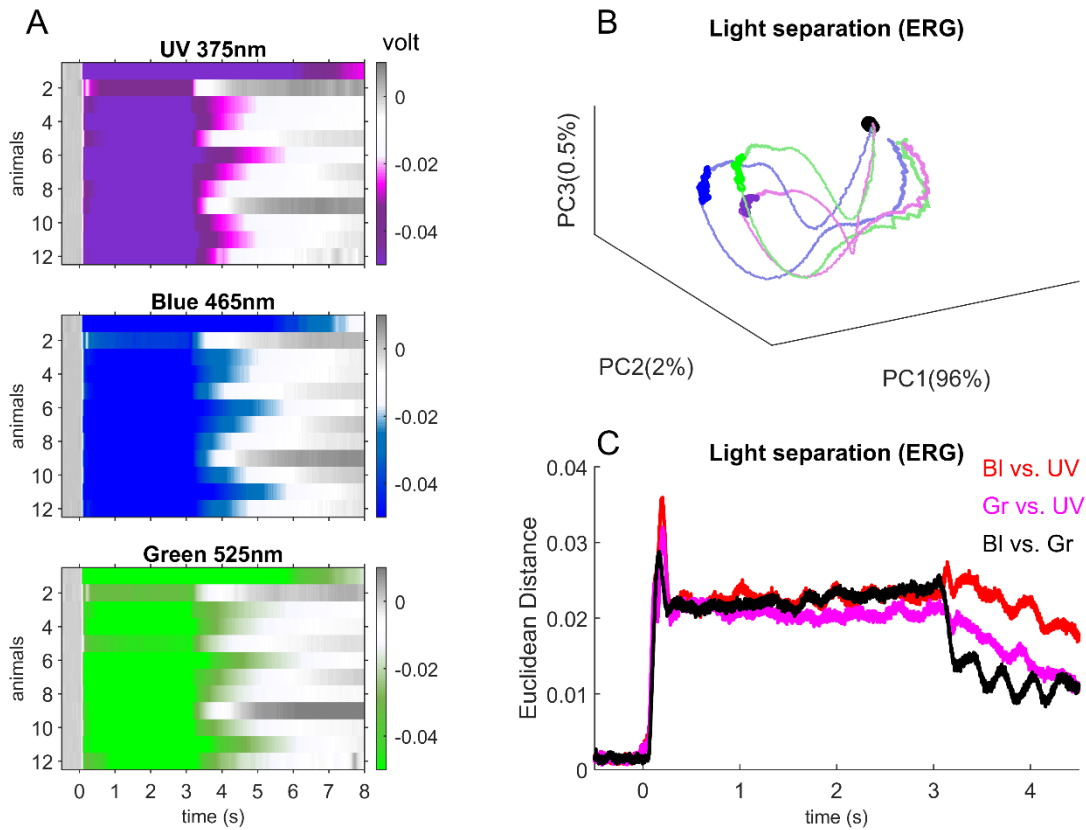 A
volt
UV 375nm
animals
2
4
6
8
10
12
0
-0.02
-0.04
Blue 465nm
animals
2
4
6
8
10
12
0
-0.02
-0.04
Green 525nm
animals
2
4
6
8
10
12
0
-0.02
-0.04
0 1 2 3 4 5 6 7 8
time (s)
B
Light separation (ERG)
PC3(0.5%)
PC2(2%)
PC1(96%)
C
Light separation (ERG)
Bl vs. UV
Gr vs. UV
Bl vs. Gr
Euclidean Distance
0.04
0.03
0.02
0.01
0
0 1 2 3 4
time (s)